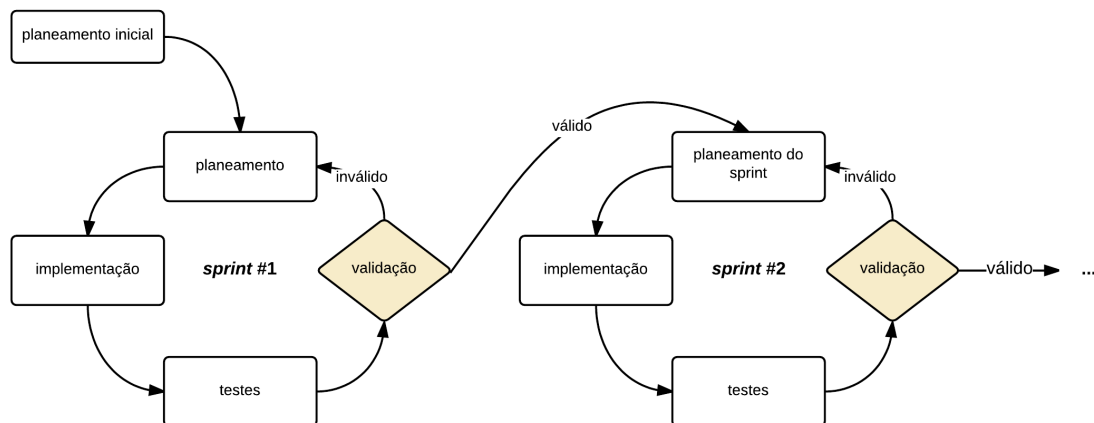 planeamento inicial
planeamento
inválido
implementação
sprint #1
validação
testes
válido
planeamento do
sprint
inválido
implementação
sprint #2
validação
válido
...
testes